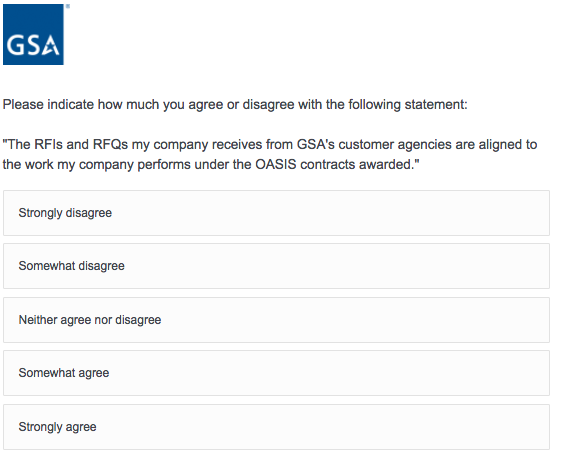 GSA
Please indicate how much you agree or disagree with the following statement:
"The RFIs and RFQs my company receives from GSA's customer agencies are aligned to
the work my company performs under the OASIS contracts awarded."
Strongly disagree
Somewhat disagree
Neither agree nor disagree
Somewhat agree
Strongly agree